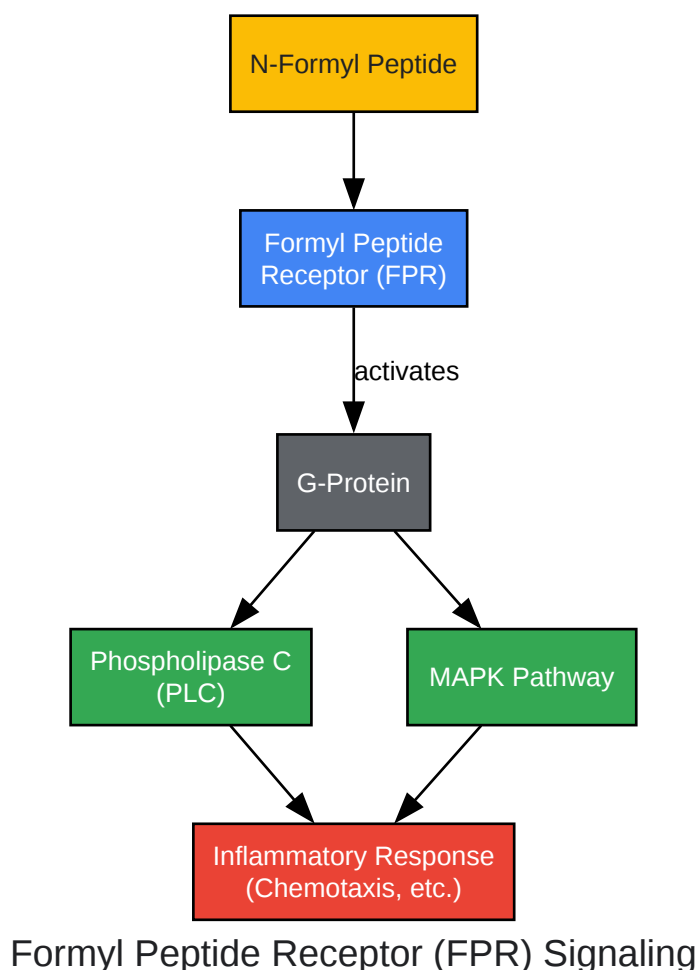 N-Formyl Peptide
Formyl Peptide
Receptor (FPR)
activates
G-Protein
Phospholipase C
(PLC)
MAPK Pathway
Inflammatory Response
(Chemotaxis, etc.)
Formyl Peptide Receptor (FPR) Signaling